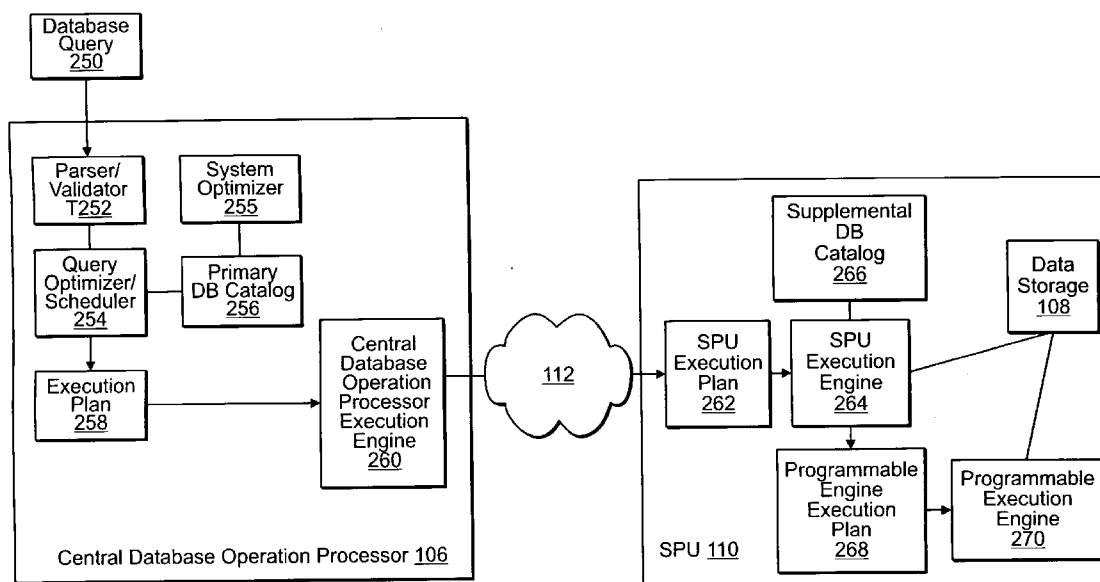 Database
Query
250
Parser/
Validator
T252
System
Optimizer
255
Query
Optimizer/
Scheduler
254
Primary
DB Catalog
256
Execution
Plan
258
Central
Database
Operation
Processor
Execution
Engine
260
Central Database Operation Processor 106
112
Supplemental
DB
Catalog
266
Data
Storage
108
SPU
Execution
Plan
262
SPU
Execution
Engine
264
Programmable
Engine
Execution
Plan
268
Programmable
Execution
Engine
270
SPU 110